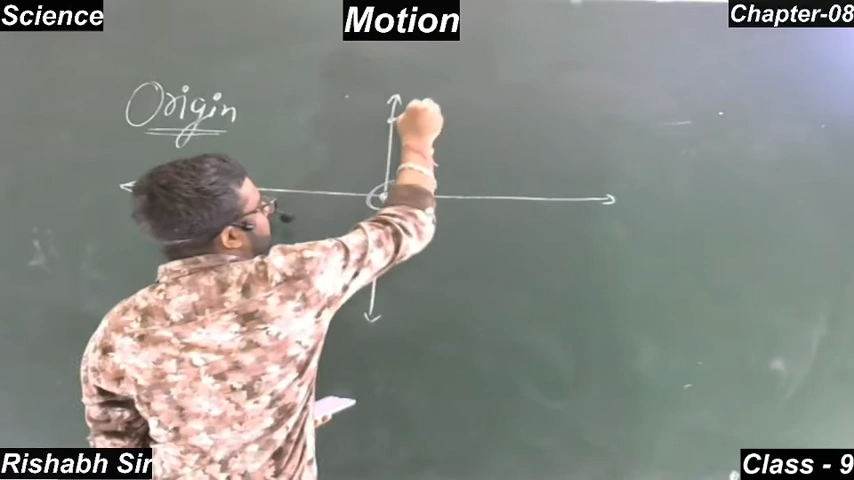 Science
Motion
Chapter-08
Origin
Rishabh Sir
Class - 9